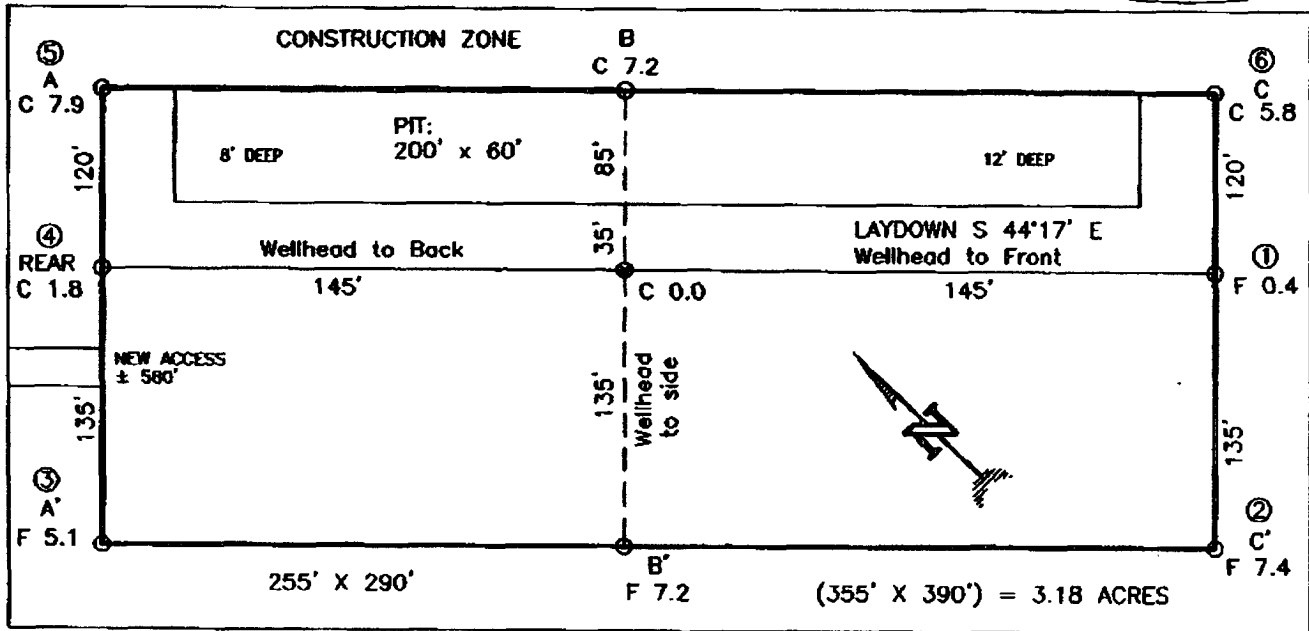 CONSTRUCTION ZONE
B
C 7.2
⑤
A
C 7.9
⑥
C
C 5.8
PIT:
200' x 60'
8' DEEP
12' DEEP
120'
85'
120'
④
REAR
C 1.8
Wellhead to Back
145'
35'
C 0.0
LAYDOWN S 44°17' E
Wellhead to Front
145'
①
F 0.4
NEW ACCESS
± 580'
135'
135'
Wellhead
to side
135'
③
A'
F 5.1
②
C'
F 7.4
255' X 290'
B'
F 7.2
(355' X 390') = 3.18 ACRES